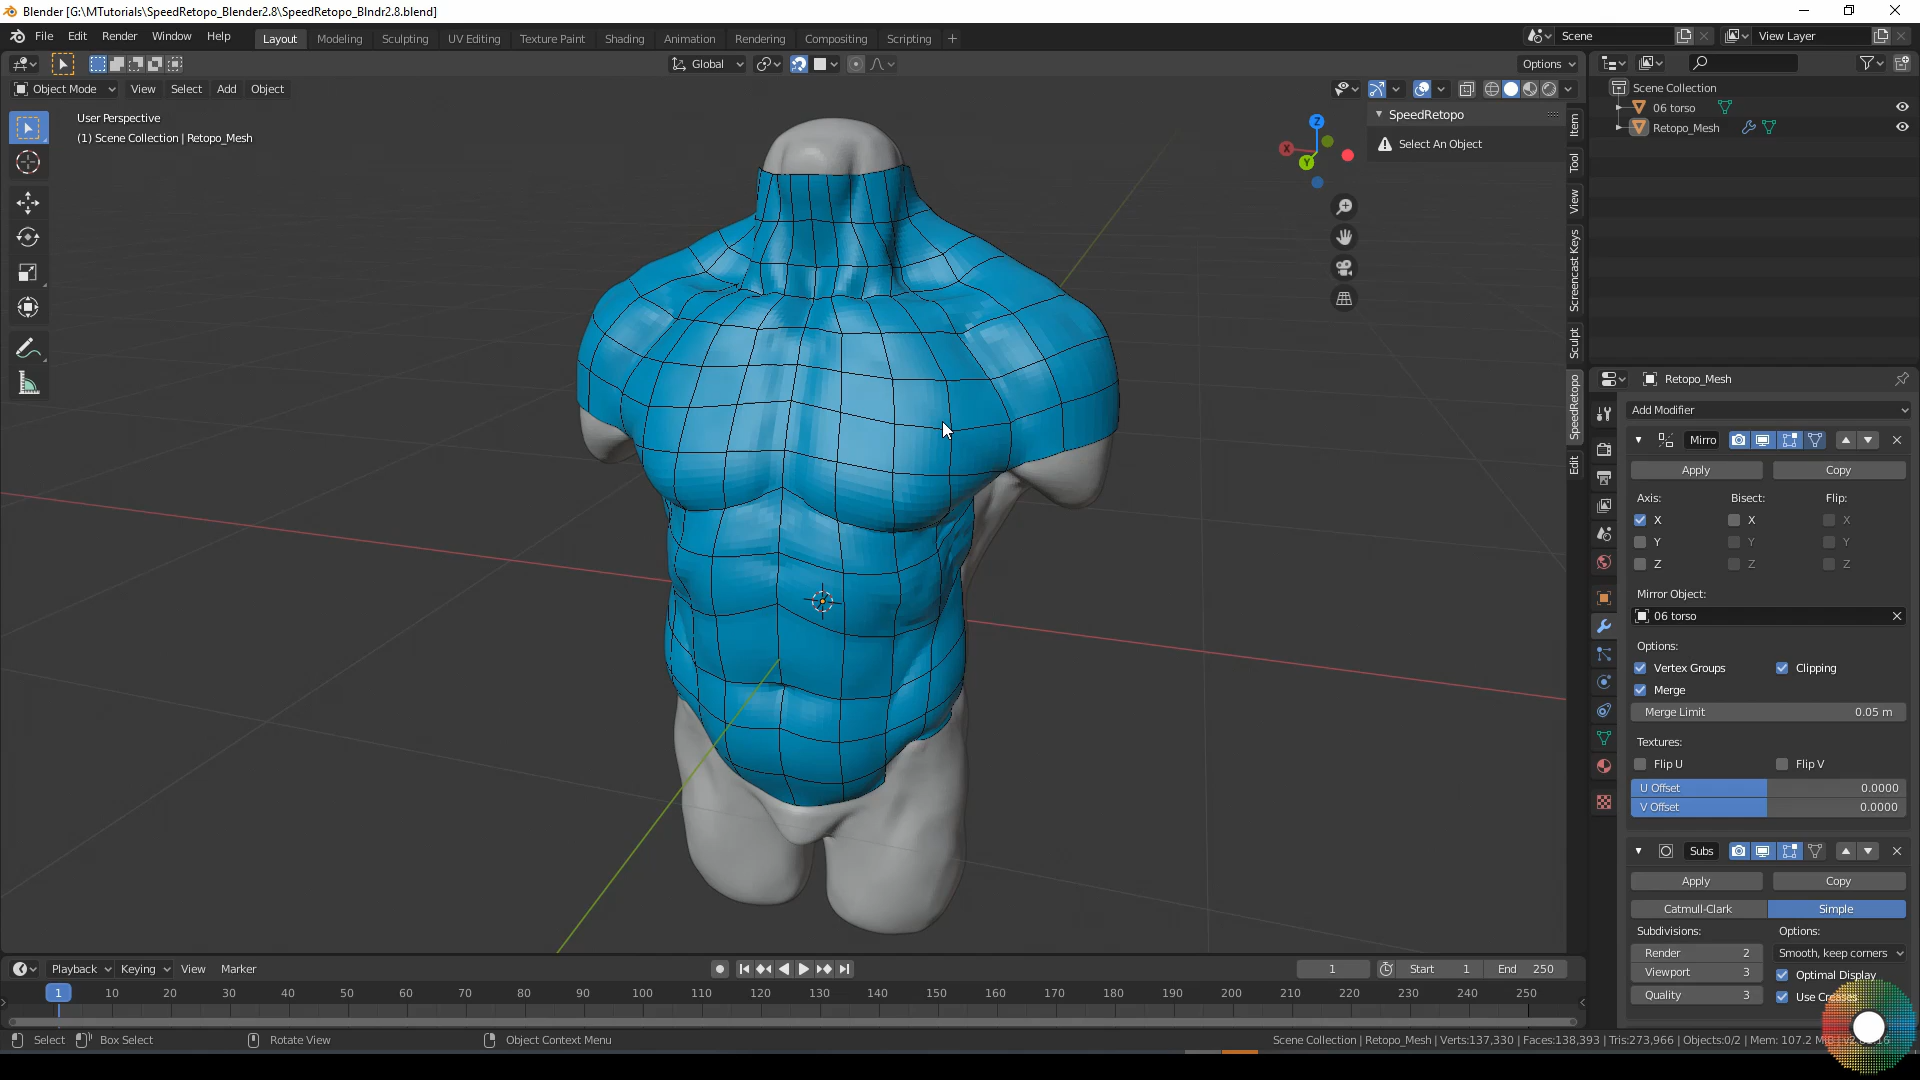 Blender [G:\MTutorials\SpeedRetopo_Blender2.8\SpeedRetopo_Blndr2.8.blend]
File Edit Render Window Help Layout Modeling Sculpting UV Editing Texture Paint Shading Animation Rendering Compositing Scripting + Scene View Layer
Global Options
Object Mode View Select Add Object
User Perspective
(1) Scene Collection | Retopo_Mesh
SpeedRetopo
Select An Object
Z
X
Y
Item
Tool
View
Screencast Keys
Sculpt
SpeedRetopo
Edit
Scene Collection
06 torso
Retopo_Mesh
Retopo_Mesh
Add Modifier
Mirro
Apply Copy
Axis: Bisect: Flip:
X X X
Y Y Y
Z Z Z
Mirror Object:
06 torso
Options:
Vertex Groups Clipping
Merge
Merge Limit 0.05 m
Textures:
Flip U Flip V
U Offset 0.0000
V Offset 0.0000
Subs
Apply Copy
Catmull-Clark Simple
Subdivisions: Options:
Render 2 Smooth, keep corners
Viewport 3 Optimal Display
Quality 3 Use Creases
Playback Keying View Marker 1 Start 1 End 250
1 10 20 30 40 50 60 70 80 90 100 110 120 130 140 150 160 170 180 190 200 210 220 230 240 250
Select Box Select Rotate View Object Context Menu Scene Collection | Retopo_Mesh | Verts:137,330 | Faces:138,393 | Tris:273,966 | Objects:0/2 | Mem: 107.2